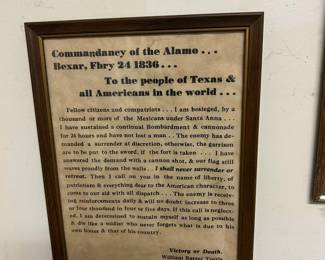 Commandancy of the Alamo . . .
Bexar, Fbry 24 1836 . . .
To the people of Texas &
all Americans in the world . . .
Fellow citizens and compatriots . . . I am besieged, by a
thousand or more of the Mexicans under Santa Anna . . .
I have sustained a continual Bombardment & cannonade
for 24 hours and have not lost a man . . . The enemy has de-
manded a surrender at discretion, otherwise, the garrison
are to be put to the sword, if the fort is taken . . . I have
answered the demand with a cannon shot, & our flag still
waves proudly from the walls . . I shall never surrender or
retreat. Then I call on you in the name of liberty, of
patriotism & everything dear to the American character, to
come to our aid with all dispatch . . . The enemy is receiv-
ing reinforcements daily & will no doubt increase to three
or four thousand in four or five days. If this call is neglect-
ed, I am determined to sustain myself as long as possible
& die like a soldier who never forgets what is due to his
own honor & that of his country.
Victory or Death.
William Barret Travis